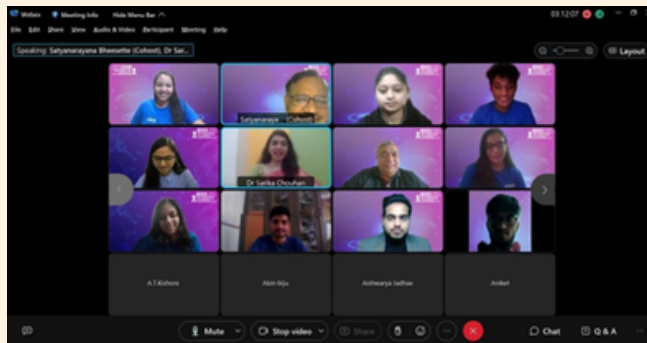 Webex Meeting Info Hide Menu Bar 03:12:07
File Edit Share View Audio & Video Participant Meeting Help
Speaking: Satyanarayana Bheesette (Cohost), Dr Sar...
Layout
Satyanaraya... (Cohost)
Dr Sarika Chouhan
A.T.Kishore Abin Biju Aishwarya Jadhav Aniket
Mute Stop video Share Chat Q & A